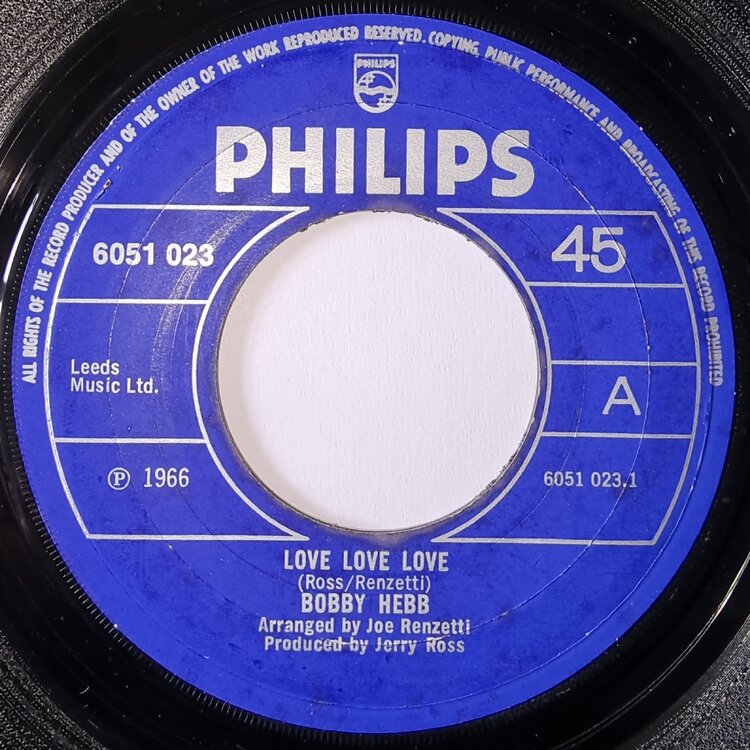 ALL RIGHTS OF THE RECORD PRODUCER AND OF THE OWNER OF THE WORK REPRODUCED RESERVED. COPYING, PUBLIC PERFORMANCE AND BROADCASTING OF THIS RECORD PROHIBITED
PHILIPS
PHILIPS
6051 023
45
Leeds
Music Ltd.
A
℗ 1966
6051 023.1
LOVE LOVE LOVE
(Ross/Renzetti)
BOBBY HEBB
Arranged by Joe Renzetti
Produced by Jerry Ross